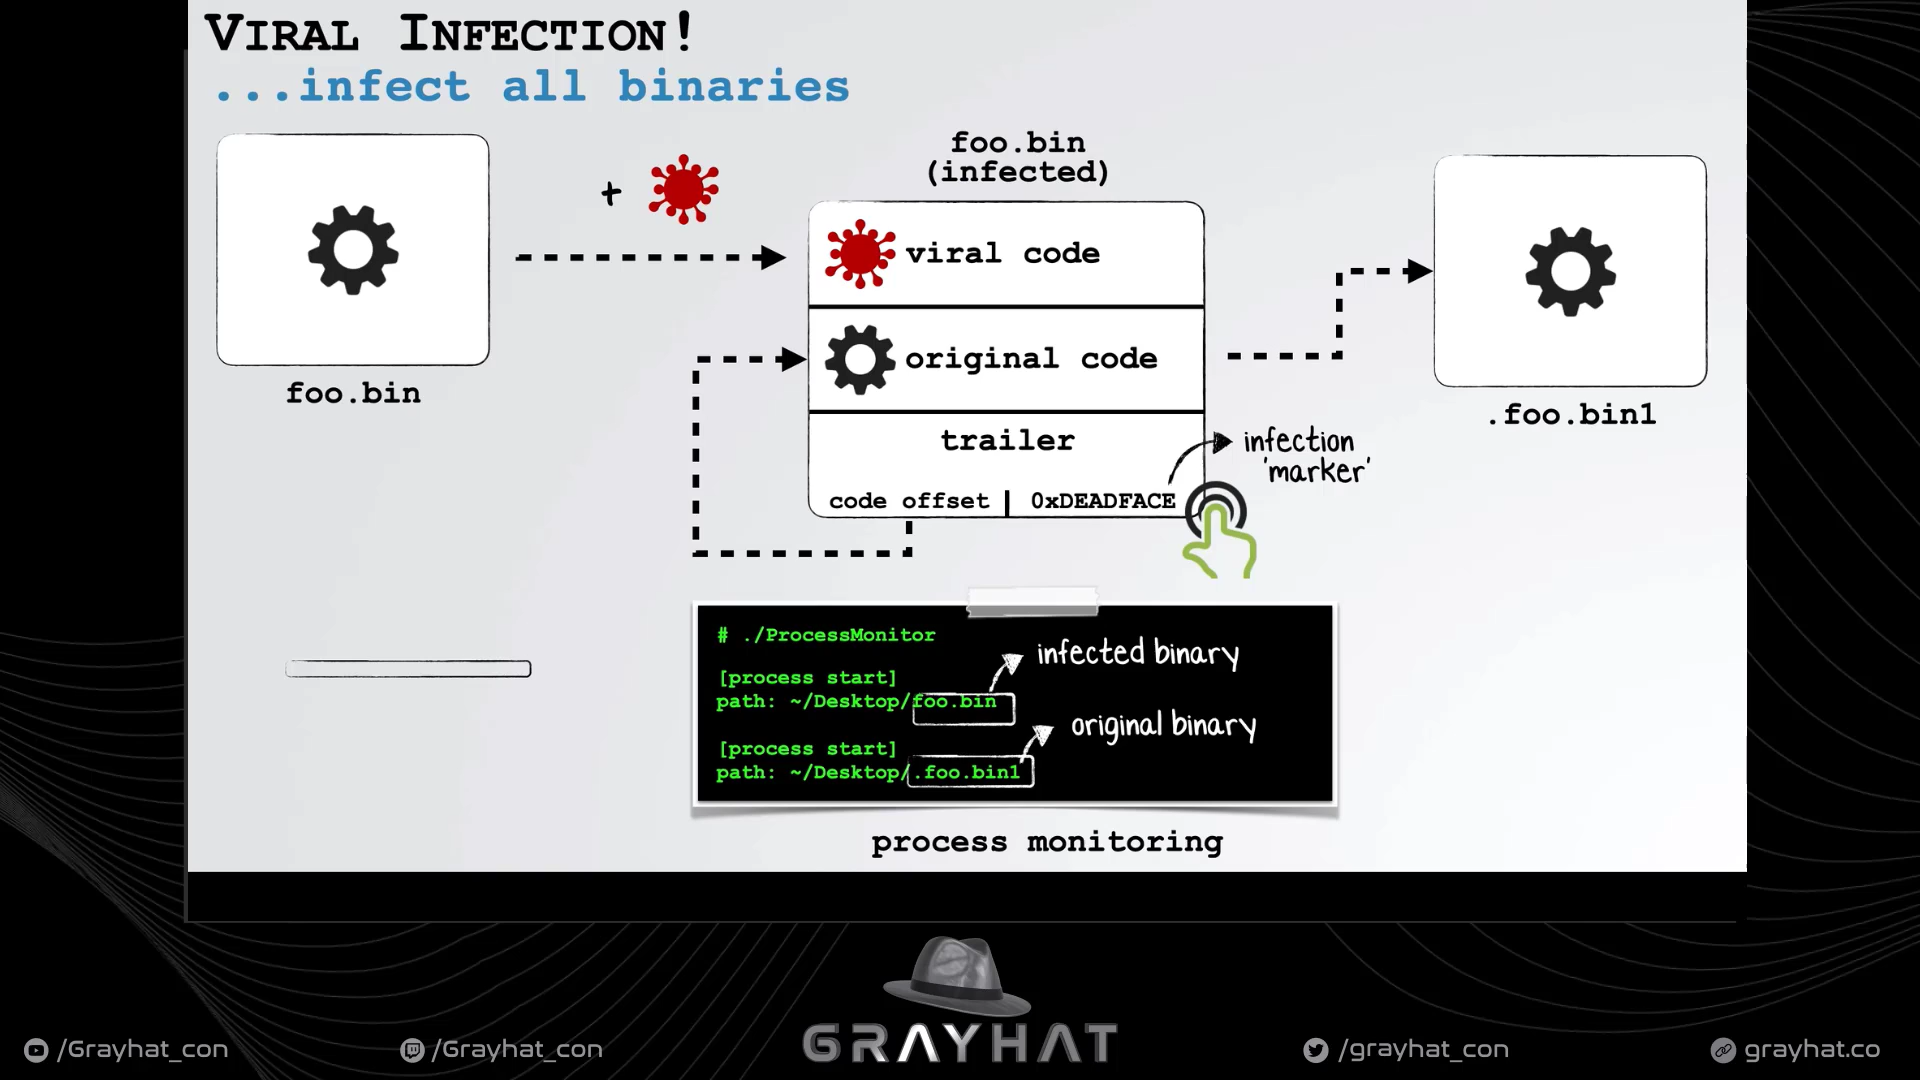 VIRAL INFECTION!
...infect all binaries
foo.bin
(infected)
+
viral code
original code
foo.bin
.foo.bin1
trailer
infection
'marker'
code offset | 0xDEADFACE
# ./ProcessMonitor
infected binary
[process start]
path: ~/Desktop/foo.bin
original binary
[process start]
path: ~/Desktop/.foo.bin1
process monitoring
GRAYHAT
/Grayhat_con
/Grayhat_con
/grayhat_con
grayhat.co